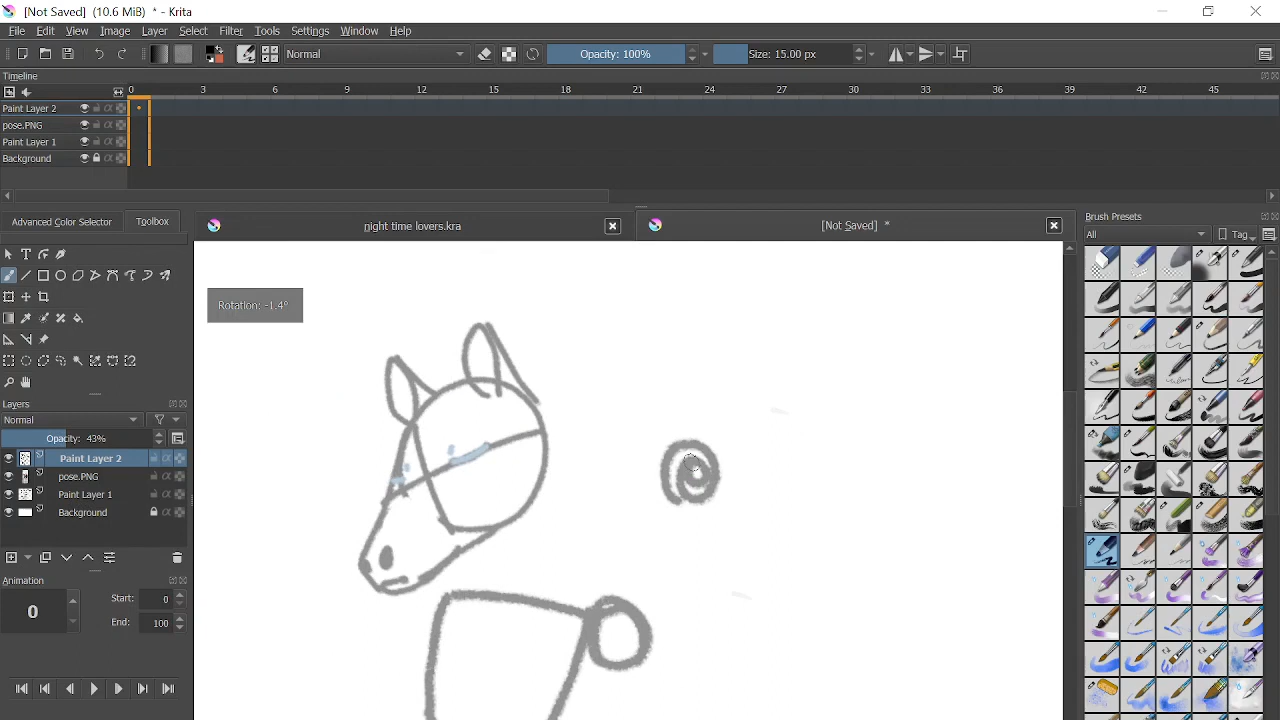 [Not Saved] (10.6 MiB) * - Krita
File Edit View Image Layer Select Filter Tools Settings Window Help
Normal Opacity: 100% Size: 15.00 px
Timeline
0 3 6 9 12 15 18 21 24 27 30 33 36 39 42 45
Paint Layer 2
pose.PNG
Paint Layer 1
Background
Advanced Color Selector Toolbox
night time lovers.kra
[Not Saved] *
Brush Presets
All Tag
Rotation: -1.4°
Layers
Normal
Opacity: 43%
Paint Layer 2
pose.PNG
Paint Layer 1
Background
Animation
0
Start: 0
End: 100